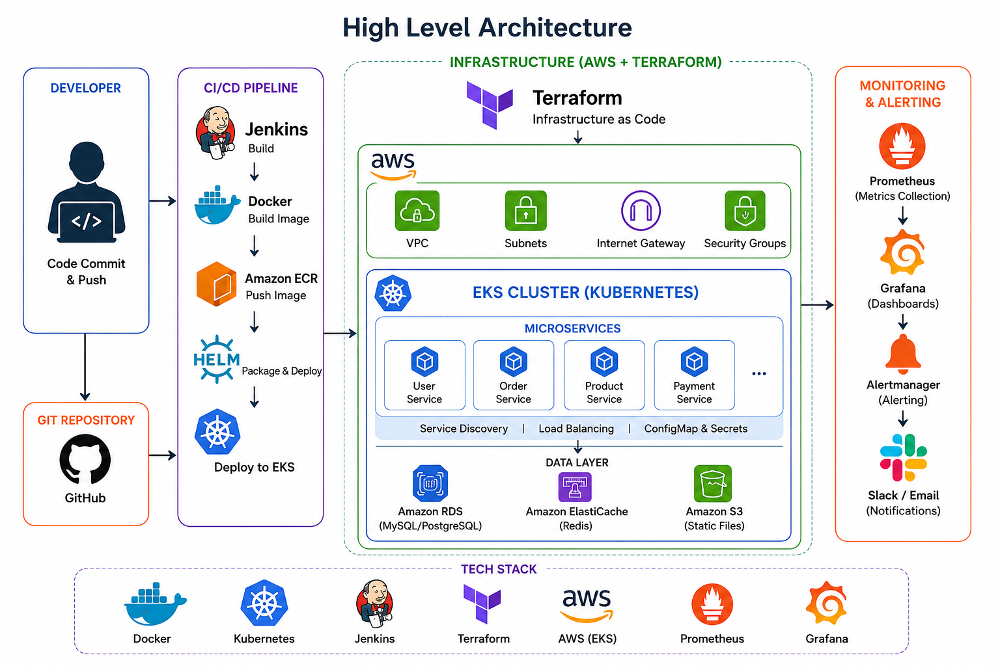 High Level Architecture
DEVELOPER
</>
Code Commit
& Push
GIT REPOSITORY
GitHub
CI/CD PIPELINE
Jenkins
Build
Docker
Build Image
Amazon ECR
Push Image
HELM
Package & Deploy
Deploy to EKS
INFRASTRUCTURE (AWS + TERRAFORM)
Terraform
Infrastructure as Code
aws
VPC
Subnets
Internet Gateway
Security Groups
EKS CLUSTER (KUBERNETES)
MICROSERVICES
User
Service
Order
Service
Product
Service
Payment
Service
...
Service Discovery | Load Balancing | ConfigMap & Secrets
DATA LAYER
Amazon RDS
(MySQL/PostgreSQL)
Amazon ElastiCache
(Redis)
Amazon S3
(Static Files)
MONITORING
& ALERTING
Prometheus
(Metrics Collection)
Grafana
(Dashboards)
Alertmanager
(Alerting)
Slack / Email
(Notifications)
TECH STACK
Docker
Kubernetes
Jenkins
Terraform
aws
AWS (EKS)
Prometheus
Grafana